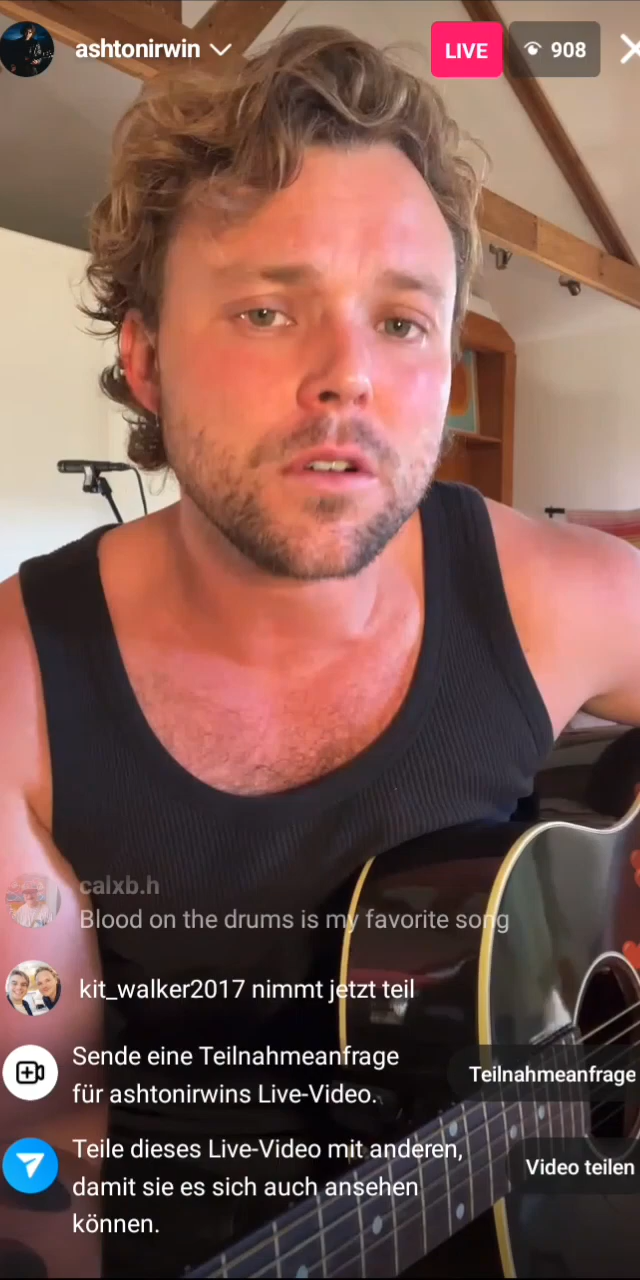 ashtonirwin
LIVE
908
calxb.h
Blood on the drums is my favorite song
kit_walker2017 nimmt jetzt teil
Sende eine Teilnahmeanfrage
für ashtonirwins Live-Video.
Teilnahmeanfrage
Teile dieses Live-Video mit anderen,
damit sie es sich auch ansehen
können.
Video teilen